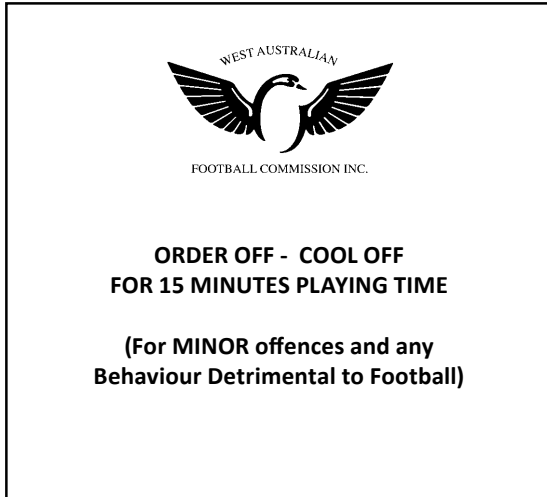 WEST AUSTRALIAN
FOOTBALL COMMISSION INC.
ORDER OFF - COOL OFF
FOR 15 MINUTES PLAYING TIME
(For MINOR offences and any
Behaviour Detrimental to Football)